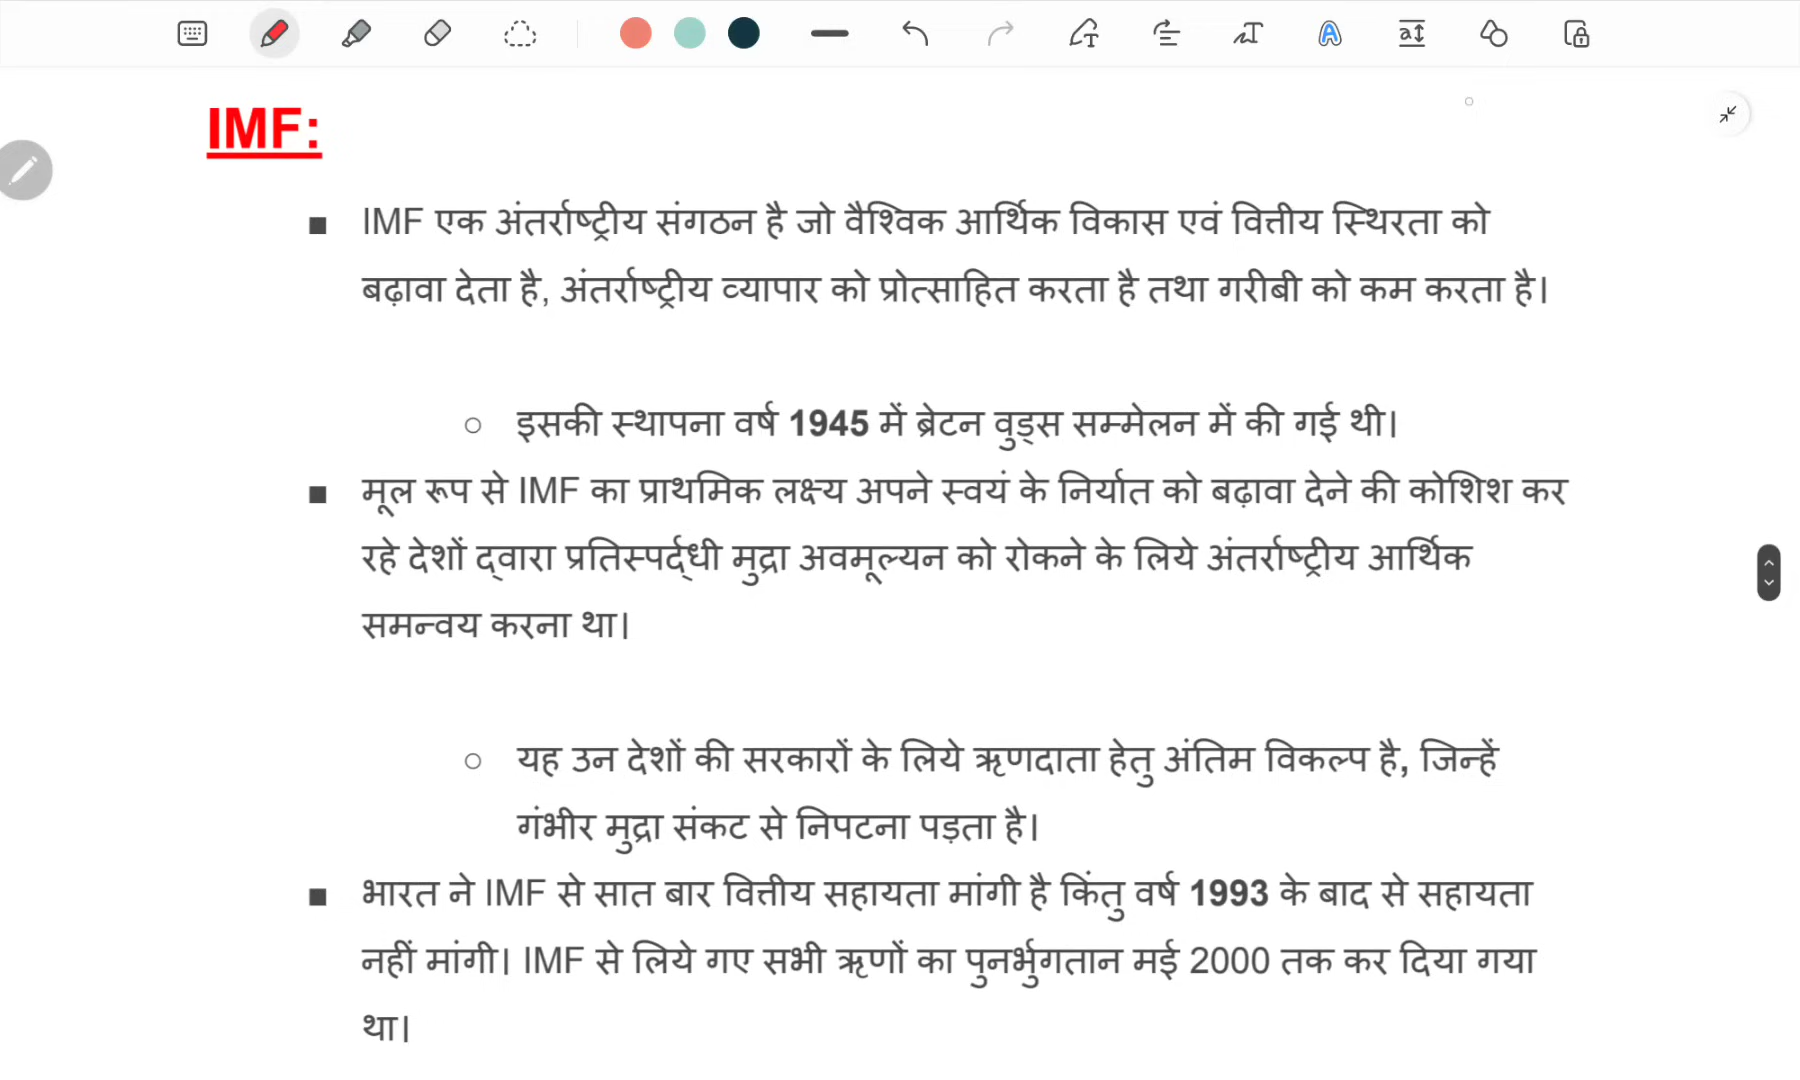 IMF:
■ IMF एक अंतर्राष्ट्रीय संगठन है जो वैश्विक आर्थिक विकास एवं वित्तीय स्थिरता को
बढ़ावा देता है, अंतर्राष्ट्रीय व्यापार को प्रोत्साहित करता है तथा गरीबी को कम करता है।
○ इसकी स्थापना वर्ष 1945 में ब्रेटन वुड्स सम्मेलन में की गई थी।
■ मूल रूप से IMF का प्राथमिक लक्ष्य अपने स्वयं के निर्यात को बढ़ावा देने की कोशिश कर
रहे देशों द्वारा प्रतिस्पर्द्धी मुद्रा अवमूल्यन को रोकने के लिये अंतर्राष्ट्रीय आर्थिक
समन्वय करना था।
○ यह उन देशों की सरकारों के लिये ऋणदाता हेतु अंतिम विकल्प है, जिन्हें
गंभीर मुद्रा संकट से निपटना पड़ता है।
■ भारत ने IMF से सात बार वित्तीय सहायता मांगी है किंतु वर्ष 1993 के बाद से सहायता
नहीं मांगी। IMF से लिये गए सभी ऋणों का पुनर्भुगतान मई 2000 तक कर दिया गया
था।